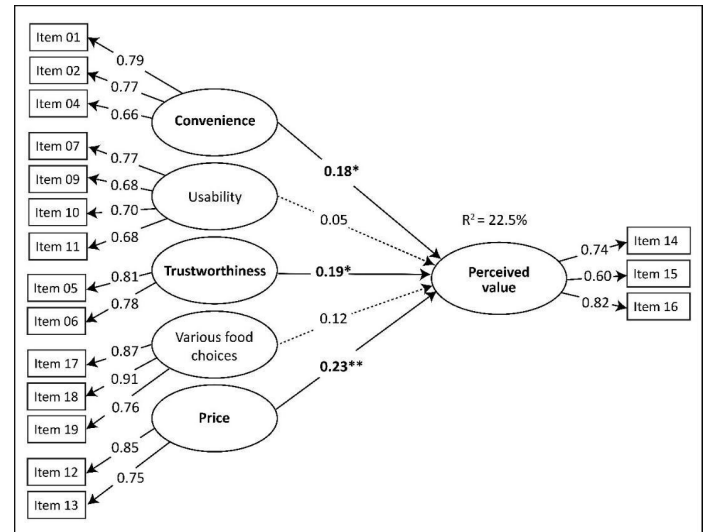 Item 01
Item 02
Item 04
0.79
0.77
0.66
Convenience
0.18*
Item 07
Item 09
Item 10
Item 11
0.77
0.68
0.70
0.68
Usability
0.05
R² = 22.5%
Item 05
Item 06
0.81
0.78
Trustworthiness
0.19*
Perceived
value
0.74
0.60
0.82
Item 14
Item 15
Item 16
Item 17
Item 18
Item 19
0.87
0.91
0.76
Various food
choices
0.12
Item 12
Item 13
0.85
0.75
Price
0.23**